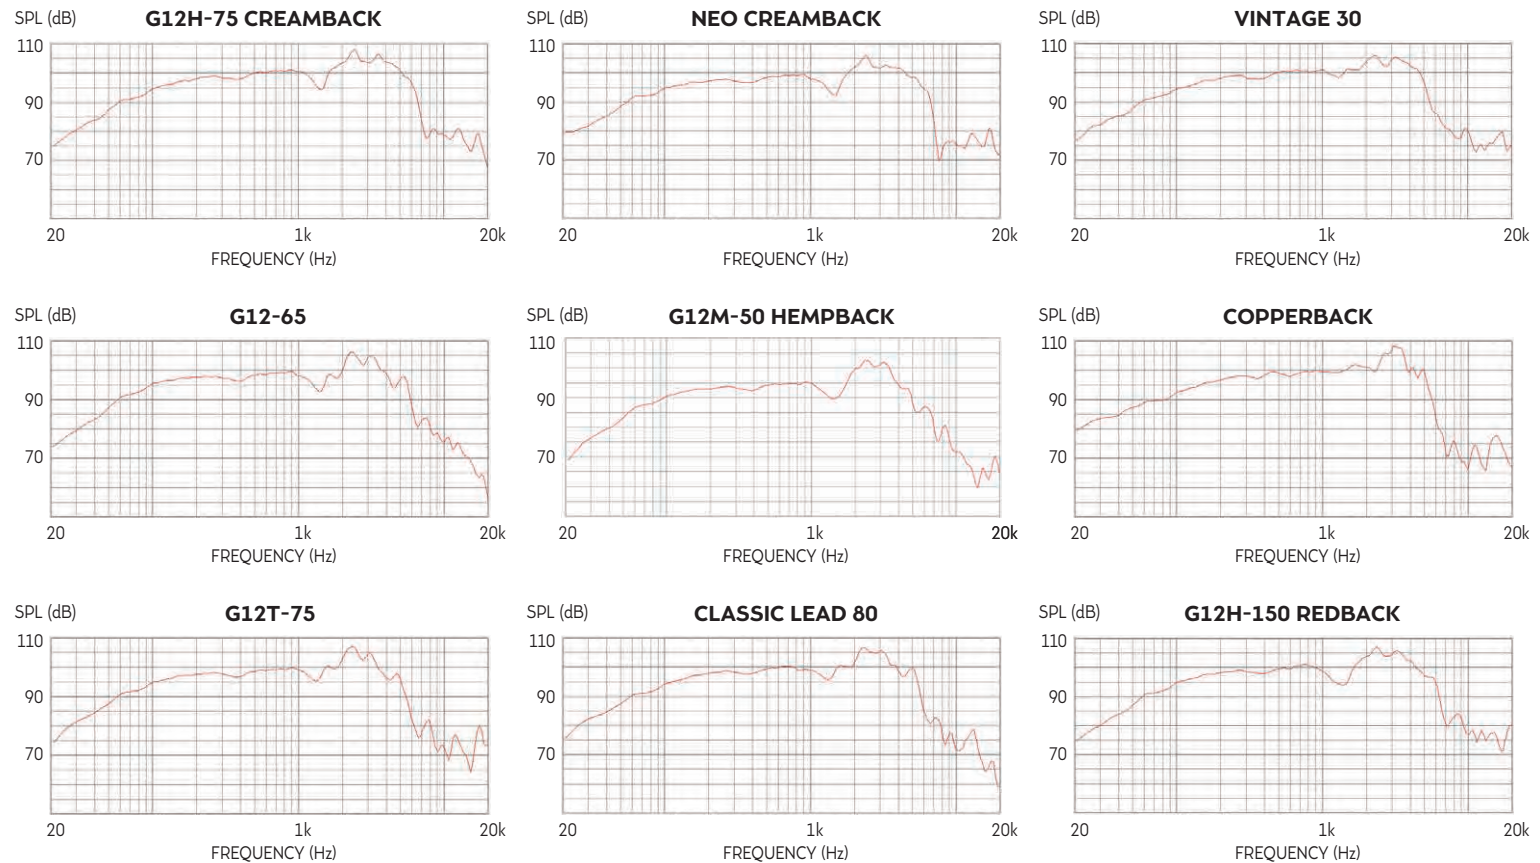 SPL (dB) G12H-75 CREAMBACK
110
90
70
20 1k 20k
FREQUENCY (Hz)
SPL (dB) NEO CREAMBACK
110
90
70
20 1k 20k
FREQUENCY (Hz)
SPL (dB) VINTAGE 30
110
90
70
20 1k 20k
FREQUENCY (Hz)
SPL (dB) G12-65
110
90
70
20 1k 20k
FREQUENCY (Hz)
SPL (dB) G12M-50 HEMPBACK
110
90
70
20 1k 20k
FREQUENCY (Hz)
SPL (dB) COPPERBACK
110
90
70
20 1k 20k
FREQUENCY (Hz)
SPL (dB) G12T-75
110
90
70
20 1k 20k
FREQUENCY (Hz)
SPL (dB) CLASSIC LEAD 80
110
90
70
20 1k 20k
FREQUENCY (Hz)
SPL (dB) G12H-150 REDBACK
110
90
70
20 1k 20k
FREQUENCY (Hz)